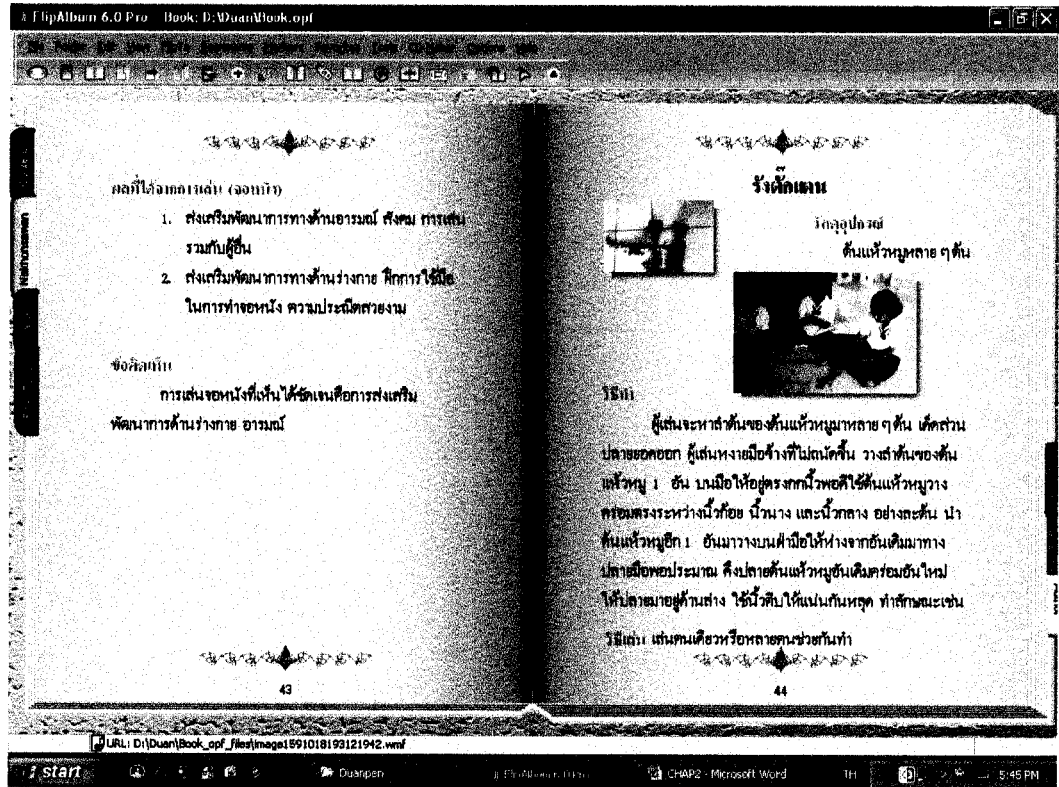 FlipAlbum 6.0 Pro Book: D:\Duan\Book.opf
ผลที่ได้จากการเล่น (จอหนัง)
1. ส่งเสริมพัฒนาการทางด้านอารมณ์ สังคม การเล่น
รวมกับผู้อื่น
2. ส่งเสริมพัฒนาการทางด้านร่างกาย ฝึกการใช้มือ
ในการทำจอหนัง ความประณีตสวยงาม
ข้อคิดเห็น
การเล่นจอหนังที่เห็นได้ชัดเจนคือการส่งเสริม
พัฒนาการด้านร่างกาย อารมณ์
43
รังตั๊กแตน
วัสดุอุปกรณ์
ต้นแห้วหมูหลาย ๆ ต้น
วิธีทำ
ผู้เล่นจะหาลำต้นของต้นแห้วหมูมาหลาย ๆ ต้น เด็ดส่วน
ปลายยอดออก ผู้เล่นหงายมือข้างที่ไม่ถนัดขึ้น วางลำต้นของต้น
แห้วหมู 1 อัน บนมือให้อยู่ตรงกกนิ้วพอดีใช้ต้นแห้วหมูวาง
คร่อมตรงระหว่างนิ้วก้อย นิ้วนาง และนิ้วกลาง อย่างละต้น นำ
ต้นแห้วหมูอีก 1 อันมาวางบนฝ่ามือให้ห่างจากอันเดิมมาทาง
ปลายมือพอประมาณ ดึงปลายต้นแห้วหมูอันเดิมคร่อมอันใหม่
ให้ปลายมาอยู่ด้านล่าง ใช้นิ้วคีบให้แน่นกันหลุด ทำลักษณะเช่น
วิธีเล่น เล่นคนเดียวหรือหลายคนช่วยกันทำ
44
URL: D:\Duan\Book_opf_files\image1591018193121942.wmf
start Duanpen FlipAlbum 6.0 Pro CHAP2 - Microsoft Word TH 5:45 PM